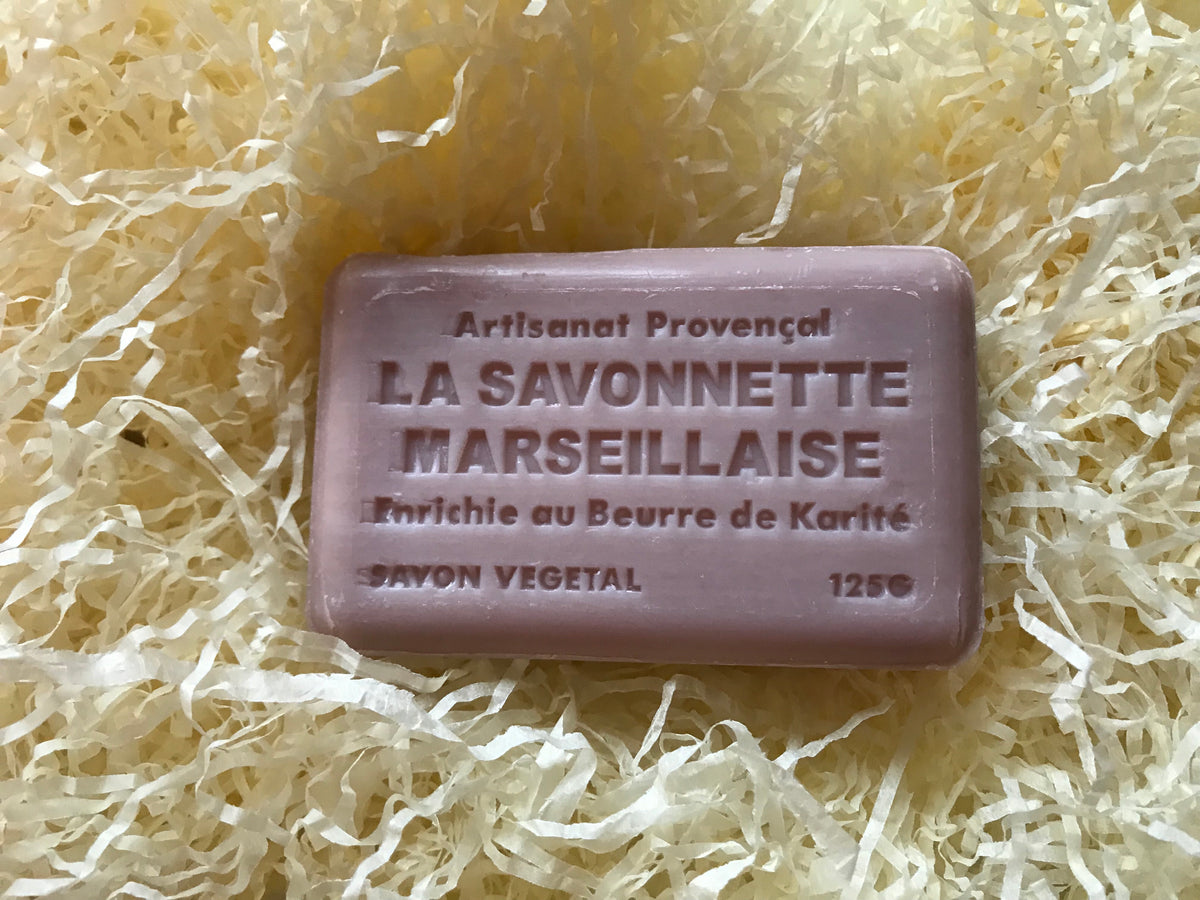 Artisanat Provençal
LA SAVONNETTE
MARSEILLAISE
Enrichie au Beurre de Karité
SAVON VEGETAL 125G